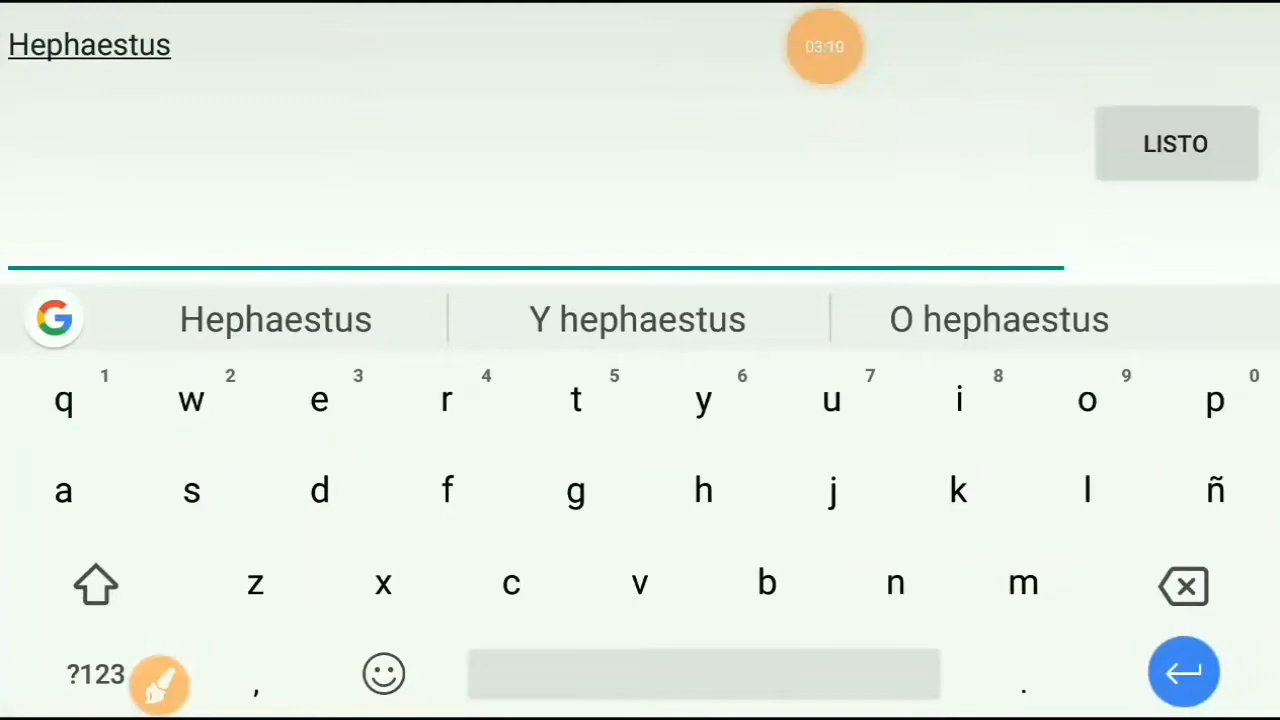 Hephaestus
03:10
LISTO
Hephaestus Y hephaestus O hephaestus
1 2 3 4 5 6 7 8 9 0
q w e r t y u i o p
a s d f g h j k l ñ
z x c v b n m
?123 , .